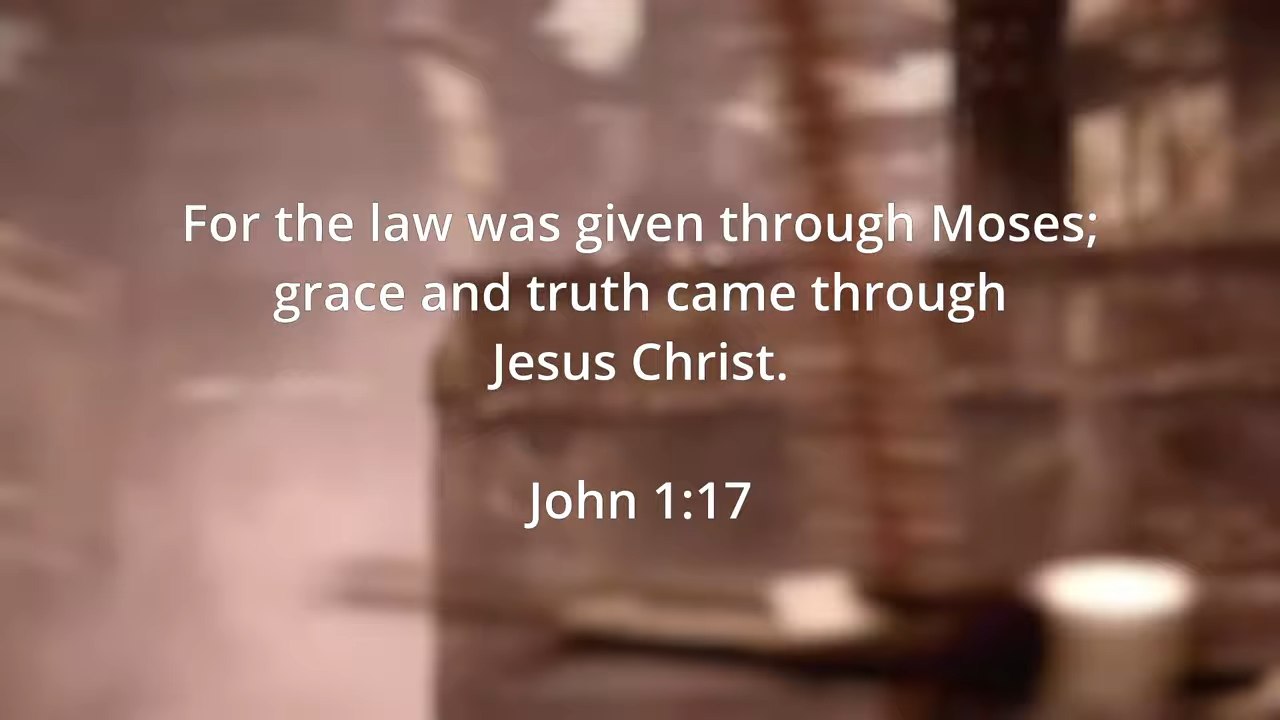 For the law was given through Moses;
grace and truth came through
Jesus Christ.
John 1:17